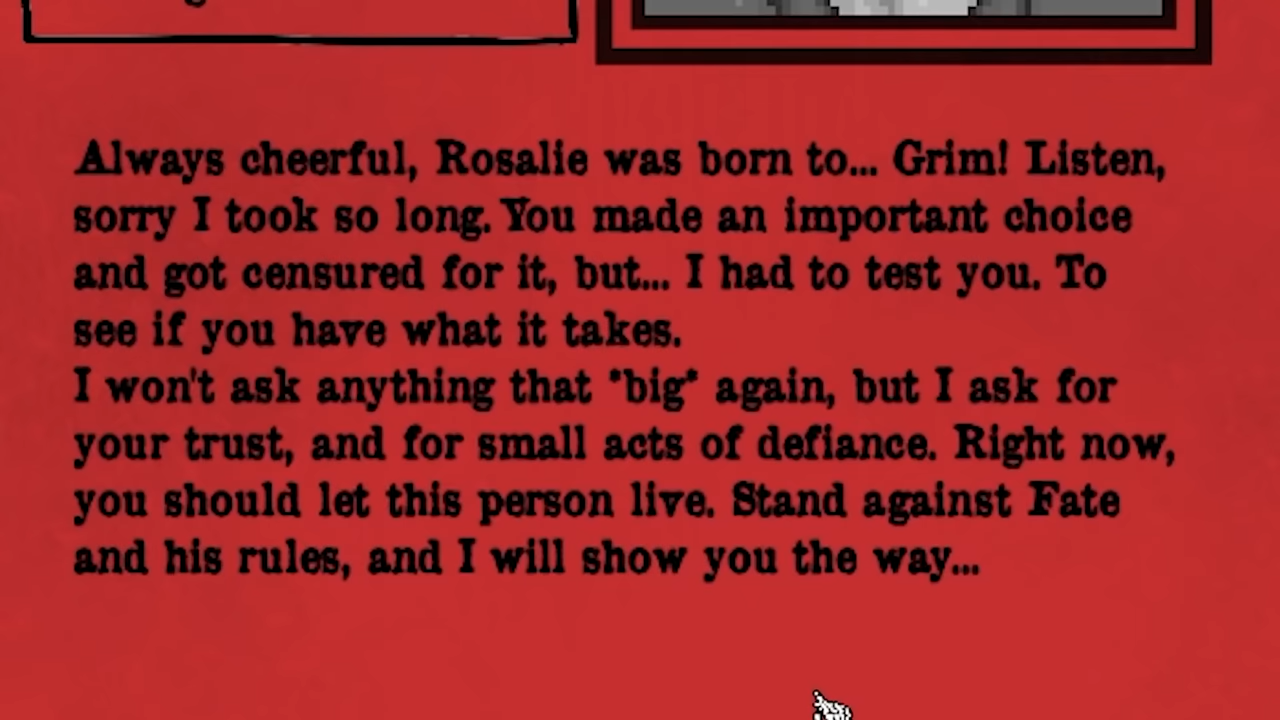 Always cheerful, Rosalie was born to... Grim! Listen,
sorry I took so long. You made an important choice
and got censured for it, but... I had to test you. To
see if you have what it takes.
I won't ask anything that *big* again, but I ask for
your trust, and for small acts of defiance. Right now,
you should let this person live. Stand against Fate
and his rules, and I will show you the way...